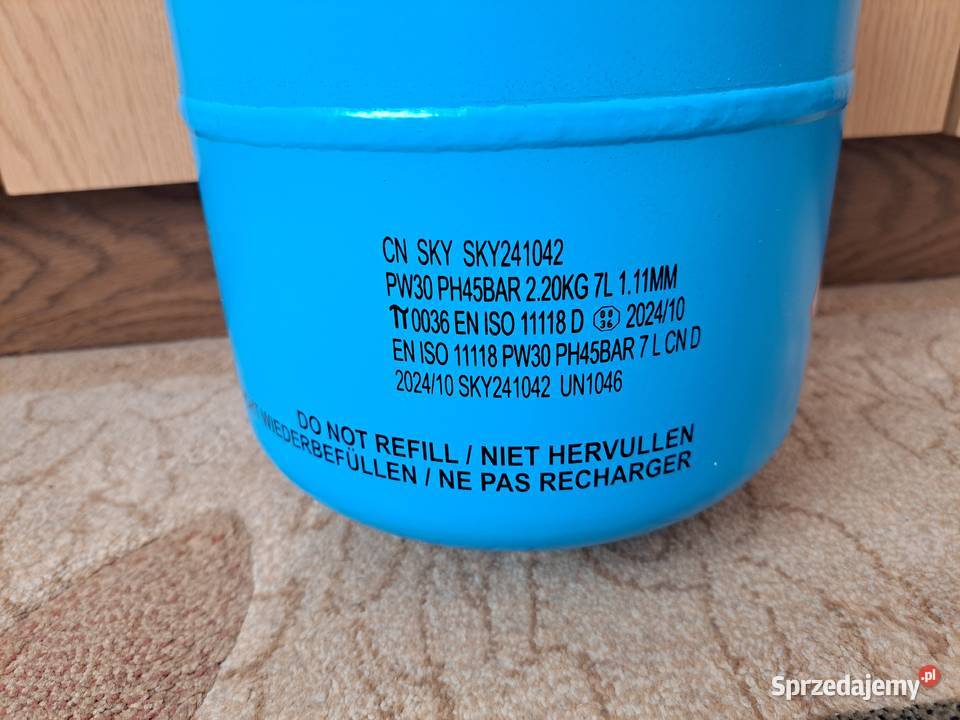 CN SKY SKY241042
PW30 PH45BAR 2.20KG 7L 1.11MM
π0036 EN ISO 11118 D 0036 2024/10
EN ISO 11118 PW30 PH45BAR 7 L CN D
2024/10 SKY241042 UN1046
DO NOT REFILL / NIET HERVULLEN
WIEDERBEFÜLLEN / NE PAS RECHARGER
Sprzedajemy.pl